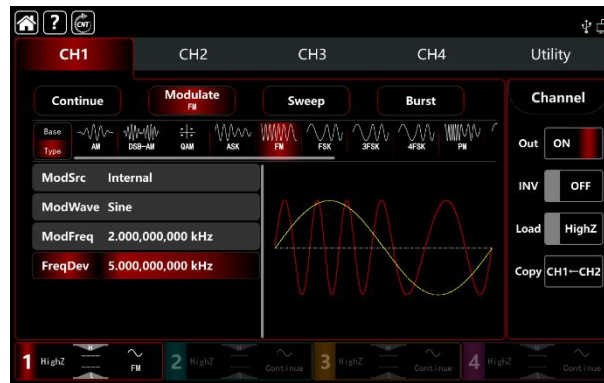 ? CNT
CH1 CH2 CH3 CH4 Utility
Continue Modulate Sweep Burst Channel
FM
Base
Type
AM DSB-AM QAM ASK FM FSK 3FSK 4FSK PM
Out ON
ModSrc Internal
INV OFF
ModWave Sine
ModFreq 2.000,000,000 kHz
Load HighZ
FreqDev 5.000,000,000 kHz
Copy CH1←CH2
1 HighZ FM 2 HighZ Continue 3 HighZ Continue 4 HighZ Continue